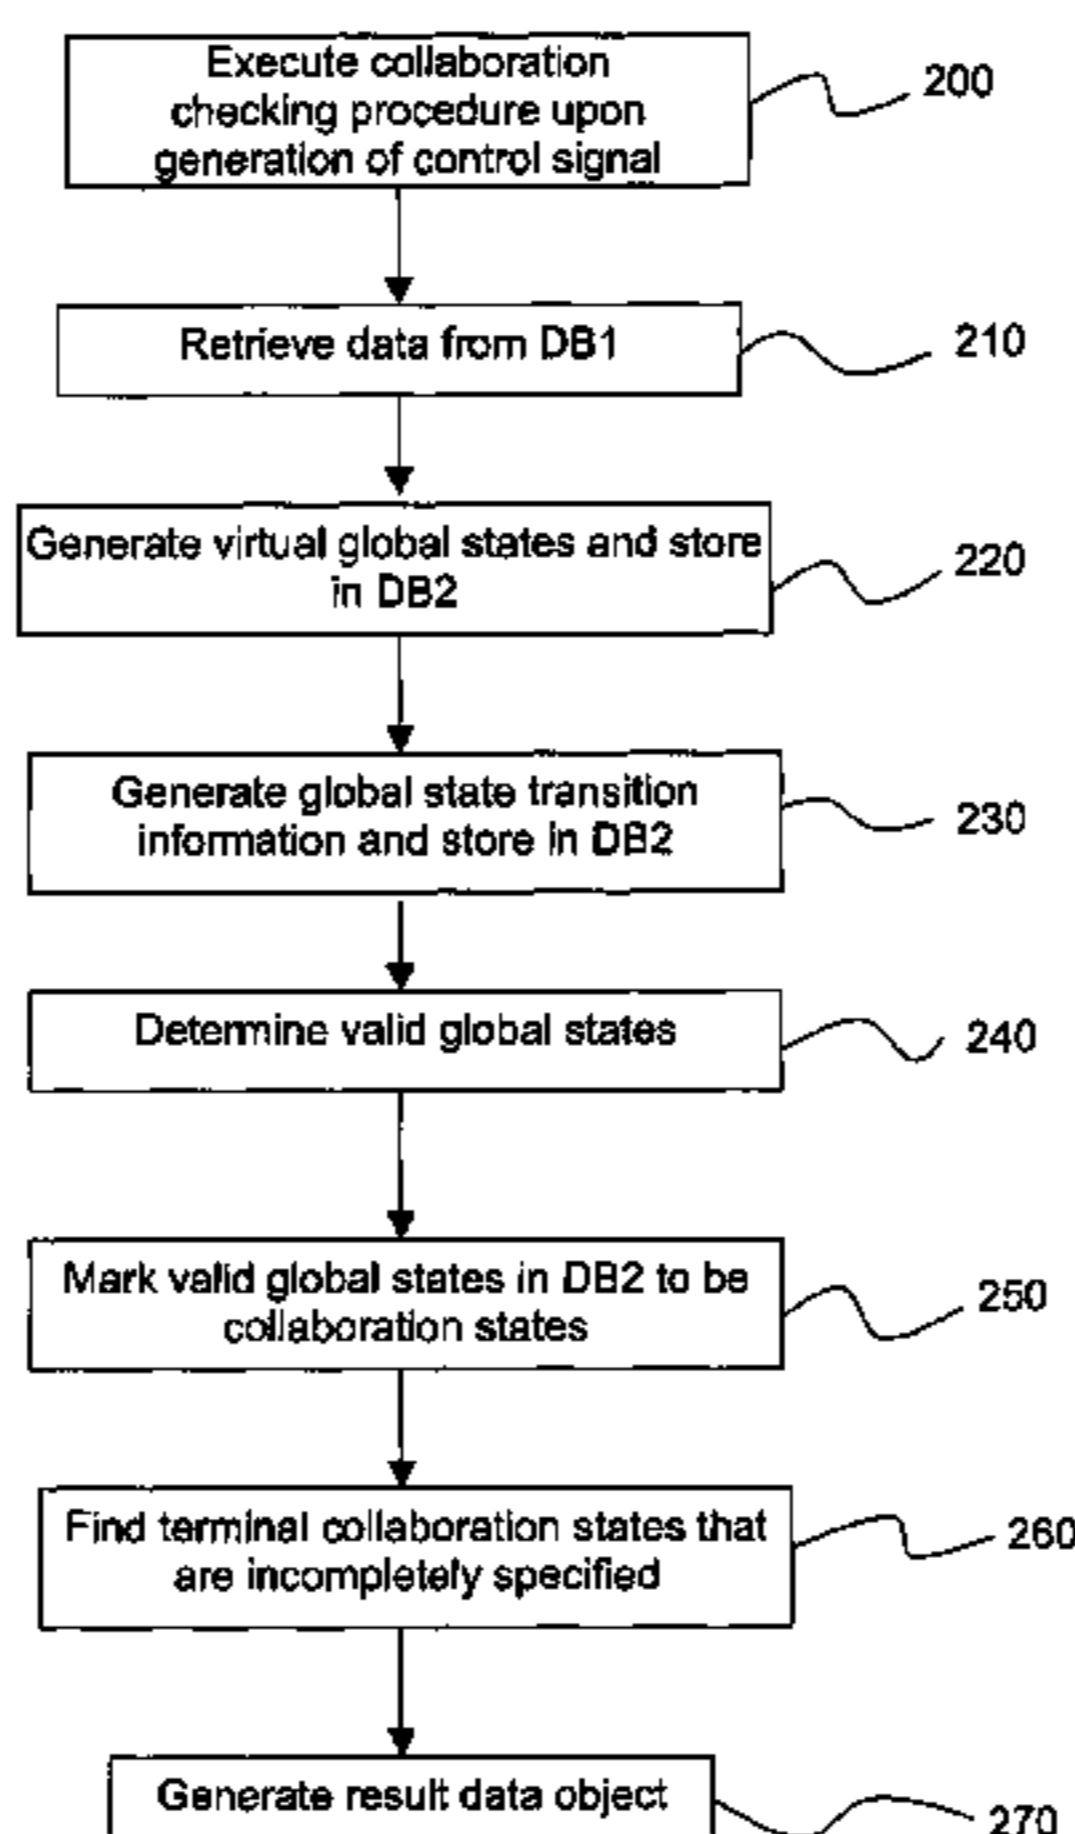 Execute collaboration
checking procedure upon
generation of control signal
200
Retrieve data from DB1
210
Generate virtual global states and store
in DB2
220
Generate global state transition
information and store in DB2
230
Determine valid global states
240
Mark valid global states in DB2 to be
collaboration states
250
Find terminal collaboration states that
are incompletely specified
260
Generate result data object
270